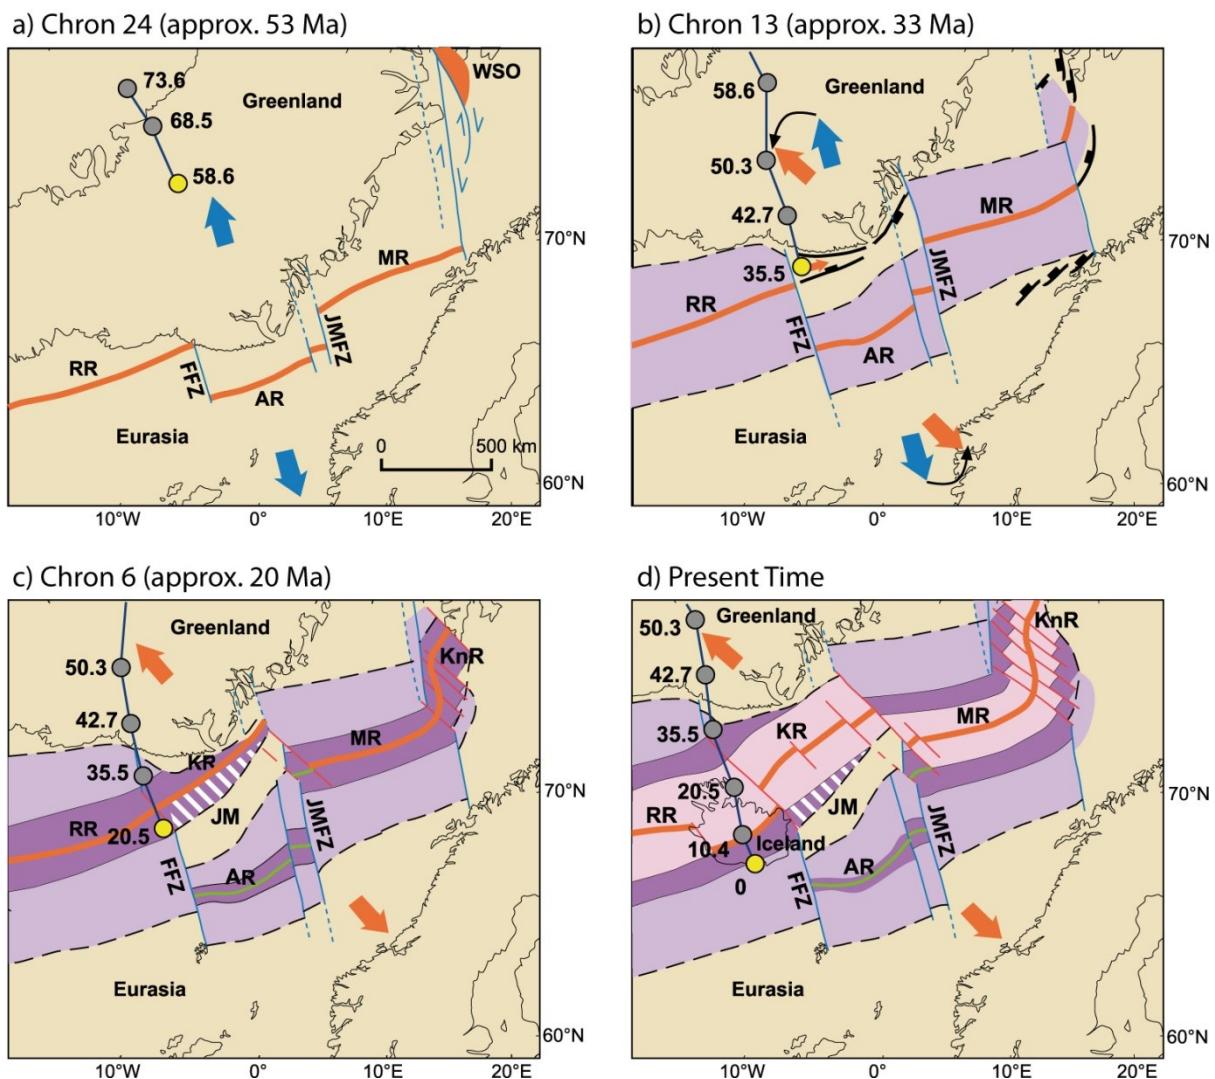 a) Chron 24 (approx. 53 Ma)
73.6
68.5
58.6
Greenland
WSO
MR
RR
FFZ
AR
JMFZ
Eurasia
0 500 km
70°N
60°N
10°W 0° 10°E 20°E
b) Chron 13 (approx. 33 Ma)
58.6
Greenland
50.3
42.7
35.5
MR
RR
FFZ
AR
JMFZ
Eurasia
70°N
60°N
10°W 0° 10°E 20°E
c) Chron 6 (approx. 20 Ma)
Greenland
50.3
42.7
35.5
20.5
KnR
MR
KR
RR
JM
FFZ
AR
JMFZ
Eurasia
70°N
60°N
10°W 0° 10°E 20°E
d) Present Time
Greenland
50.3
42.7
35.5
20.5
10.4
0
KnR
MR
KR
RR
JM
Iceland
FFZ
AR
JMFZ
Eurasia
70°N
60°N
10°W 0° 10°E 20°E